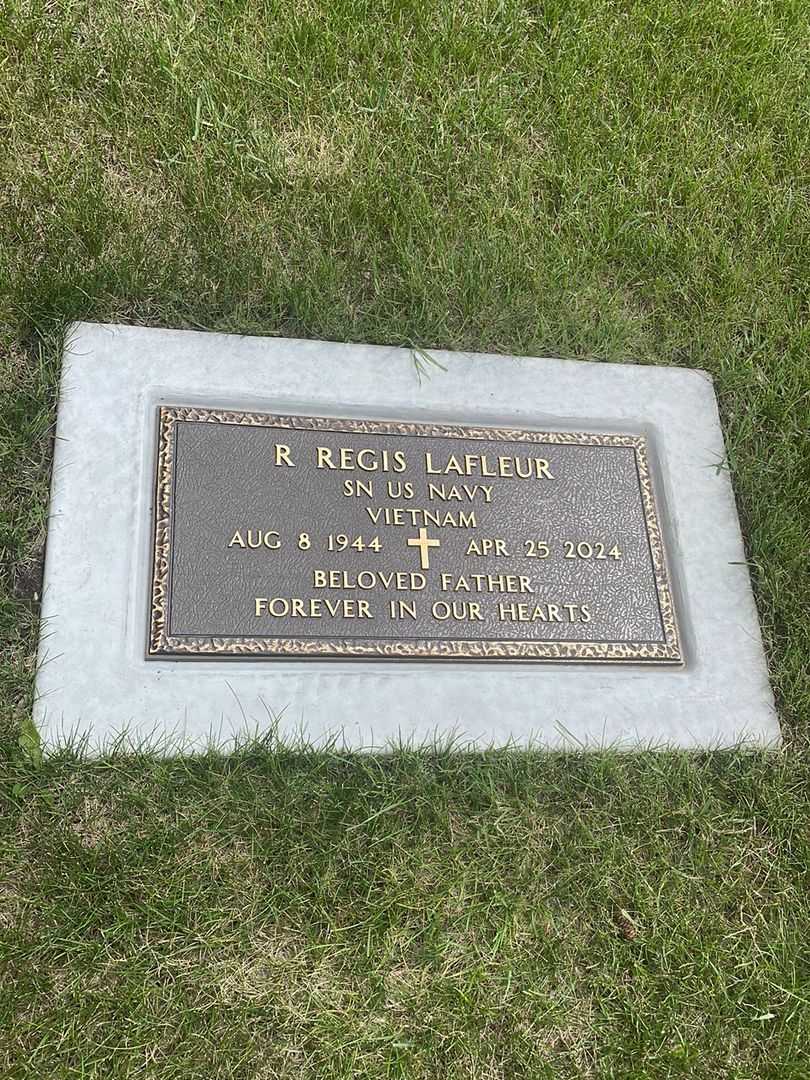 R REGIS LAFLEUR
SN US NAVY
VIETNAM
AUG 8 1944 APR 25 2024
BELOVED FATHER
FOREVER IN OUR HEARTS